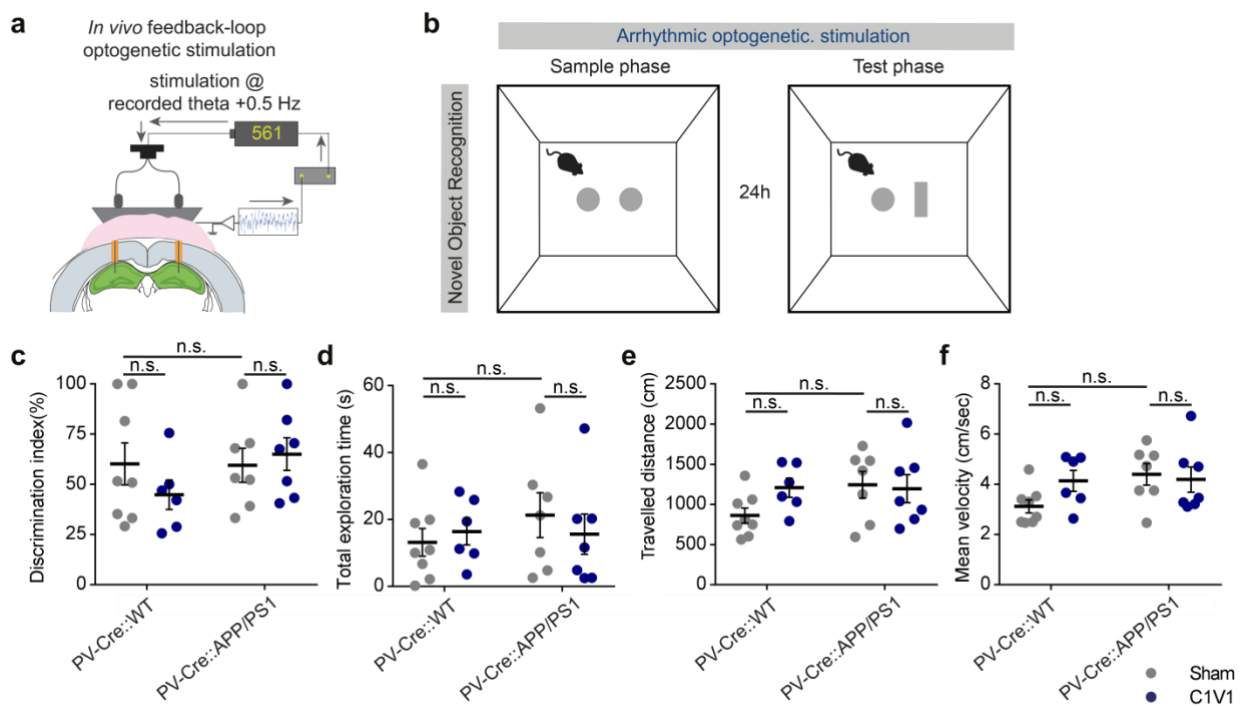 a
In vivo feedback-loop
optogenetic stimulation
stimulation @
recorded theta +0.5 Hz
561
b
Arrhythmic optogenetic. stimulation
Sample phase
Test phase
Novel Object Recognition
24h
c
n.s.
n.s.
n.s.
Discrimination index(%)
100
75
50
25
0
PV-Cre::WT
PV-Cre::APP/PS1
d
n.s.
n.s.
n.s.
Total exploration time (s)
60
40
20
0
PV-Cre::WT
PV-Cre::APP/PS1
e
n.s.
n.s.
n.s.
Travelled distance (cm)
2500
2000
1500
1000
500
0
PV-Cre::WT
PV-Cre::APP/PS1
f
n.s.
n.s.
n.s.
Mean velocity (cm/sec)
8
6
4
2
0
PV-Cre::WT
PV-Cre::APP/PS1
Sham
C1V1